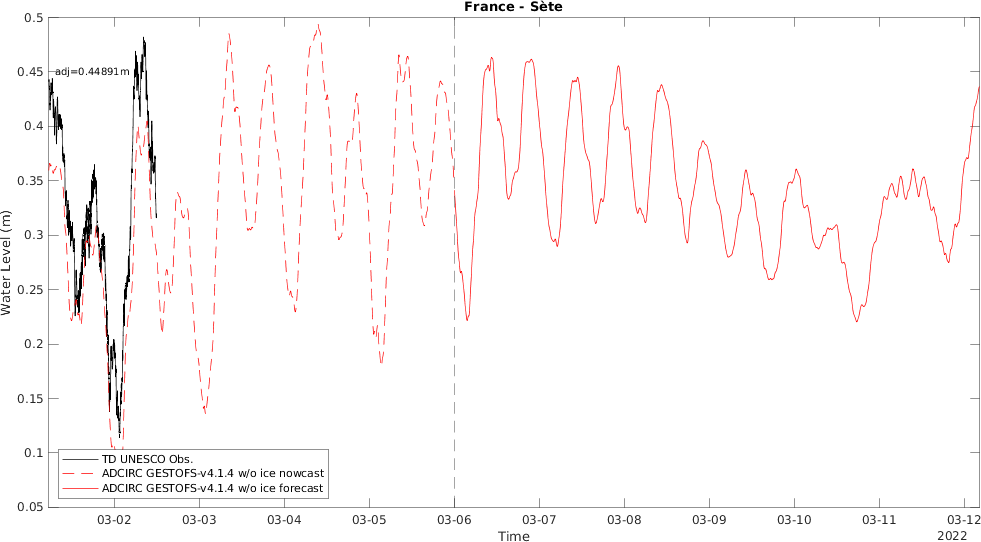 France - Sète
Water Level (m)
0.5
0.45
0.4
0.35
0.3
0.25
0.2
0.15
0.1
0.05
adj=0.44891m
TD UNESCO Obs.
ADCIRC GESTOFS-v4.1.4 w/o ice nowcast
ADCIRC GESTOFS-v4.1.4 w/o ice forecast
03-02 03-03 03-04 03-05 03-06 03-07 03-08 03-09 03-10 03-11 03-12
Time 2022